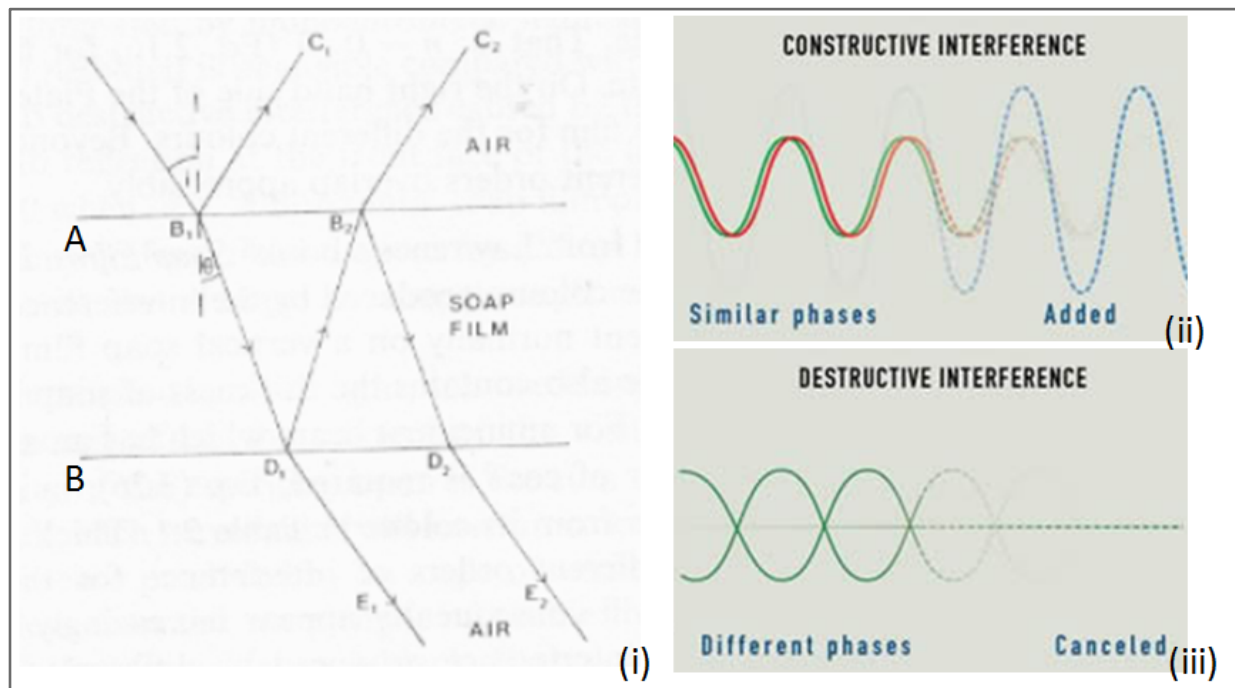 C₁
C₂
AIR
i
A
B₁
B₂
θ
SOAP
FILM
B
D₁
D₂
E₁
E₂
AIR
(i)
CONSTRUCTIVE INTERFERENCE
Similar phases
Added
(ii)
DESTRUCTIVE INTERFERENCE
Different phases
Canceled
(iii)